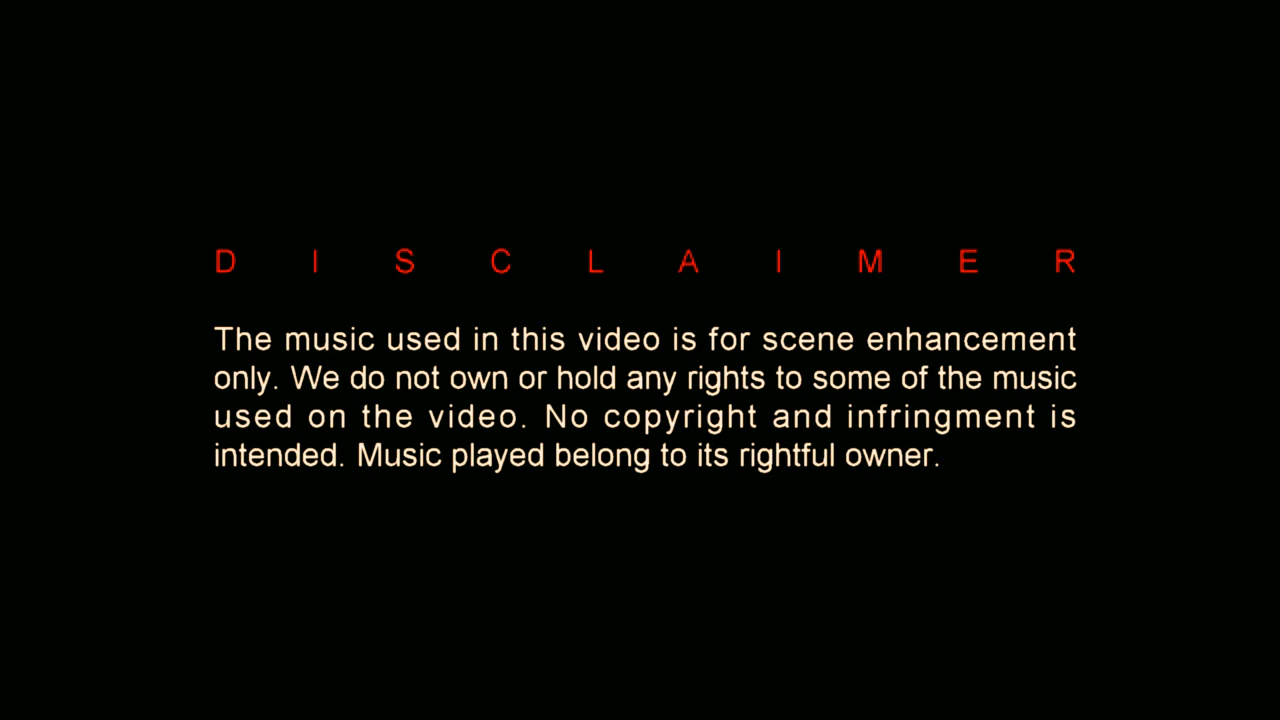 DISCLAIMER
The music used in this video is for scene enhancement
only. We do not own or hold any rights to some of the music
used on the video. No copyright and infringment is
intended. Music played belong to its rightful owner.